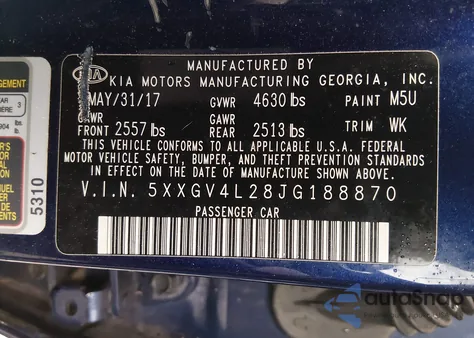 MANUFACTURED BY
KIA KIA MOTORS MANUFACTURING GEORGIA, INC.
MAY/31/17 GVWR 4630 lbs PAINT M5U
GAWR GAWR
FRONT 2557 lbs REAR 2513 lbs TRIM WK
THIS VEHICLE CONFORMS TO ALL APPLICABLE U.S.A. FEDERAL
MOTOR VEHICLE SAFETY, BUMPER, AND THEFT PREVENTION STANDARDS
IN EFFECT ON THE DATE OF MANUFACTURE SHOWN ABOVE.
V.I.N. 5XXGV4L28JG188870
PASSENGER CAR
5310
autoSnap